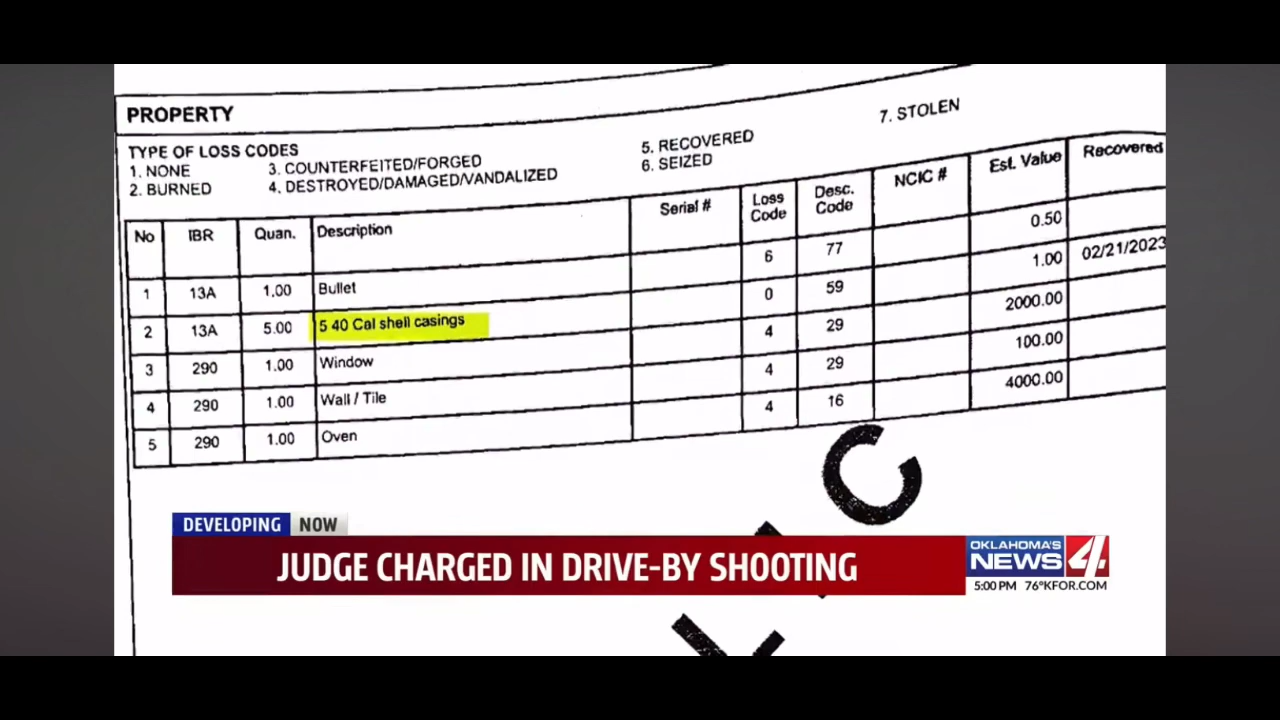 PROPERTY
TYPE OF LOSS CODES
1. NONE 3. COUNTERFEITED/FORGED 5. RECOVERED 7. STOLEN
2. BURNED 4. DESTROYED/DAMAGED/VANDALIZED 6. SEIZED
No IBR Quan. Description Serial # Loss Code Desc. Code NCIC # Est. Value Recovered
1 13A 1.00 Bullet 6 77 0.50
2 13A 5.00 5 40 Cal shell casings 0 59 1.00 02/21/2023
3 290 1.00 Window 4 29 2000.00
4 290 1.00 Wall / Tile 4 29 100.00
5 290 1.00 Oven 4 16 4000.00
C
DEVELOPING NOW
JUDGE CHARGED IN DRIVE-BY SHOOTING
OKLAHOMA'S
NEWS 4
5:00 PM 76° KFOR.COM